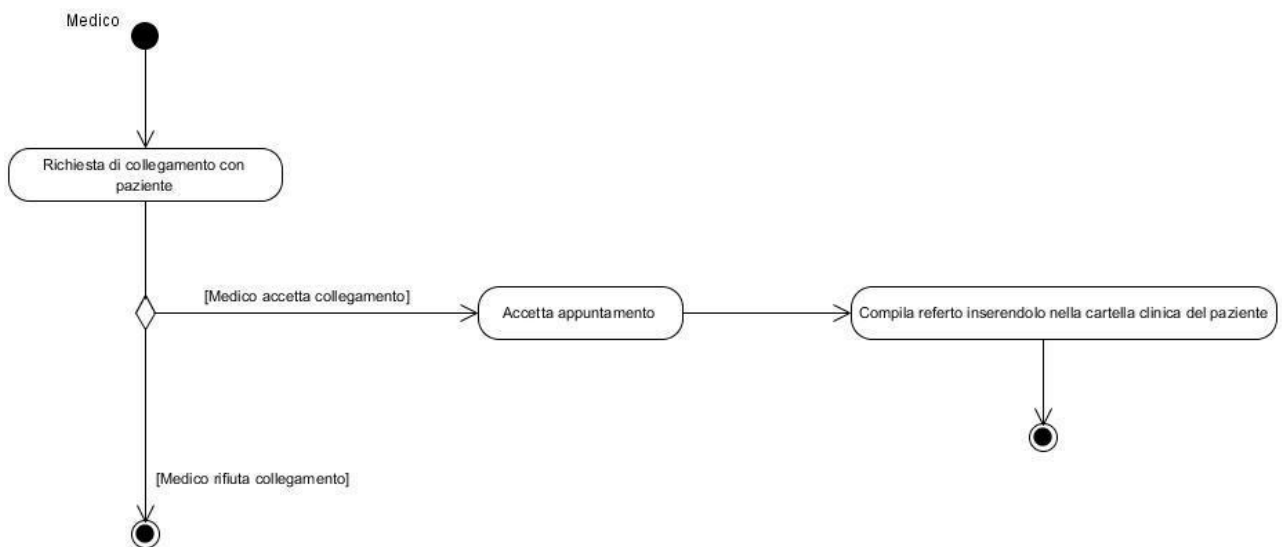 Medico
Richiesta di collegamento con
paziente
[Medico accetta collegamento]
Accetta appuntamento
Compila referto inserendolo nella cartella clinica del paziente
[Medico rifiuta collegamento]